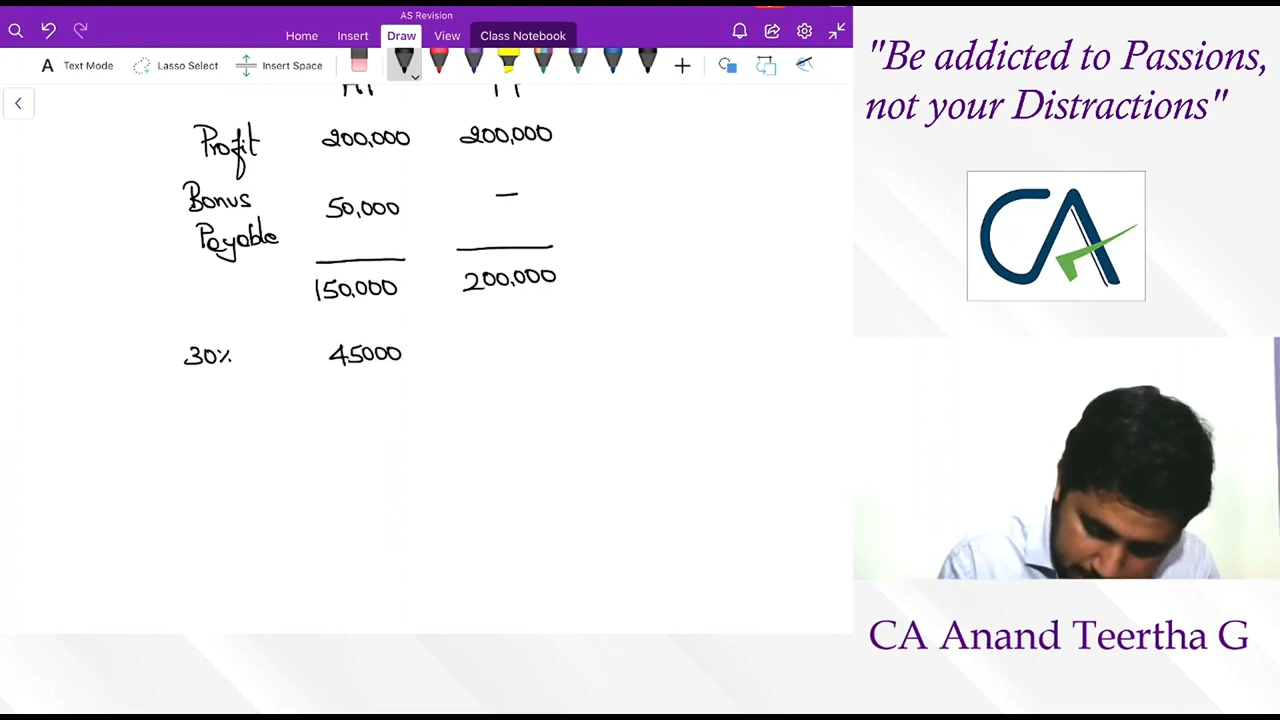 AS Revision
Home Insert Draw View Class Notebook
Text Mode Lasso Select Insert Space
Profit 200,000 200,000
Bonus Payable 50,000 —
150,000 200,000
30% 45000
"Be addicted to Passions,
not your Distractions"
CA
CA Anand Teertha G